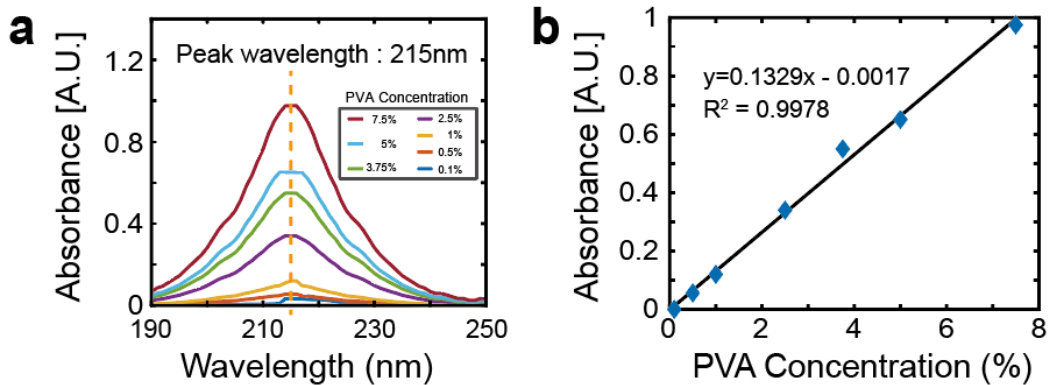 a
Absorbance [A.U.]
1.2
0.8
0.4
0
Peak wavelength : 215nm
PVA Concentration
7.5% 2.5%
5% 1%
3.75% 0.5%
0.1%
190 210 230 250
Wavelength (nm)
b
Absorbance [A.U.]
1
0.8
0.6
0.4
0.2
0
y=0.1329x - 0.0017
R² = 0.9978
0 2 4 6 8
PVA Concentration (%)